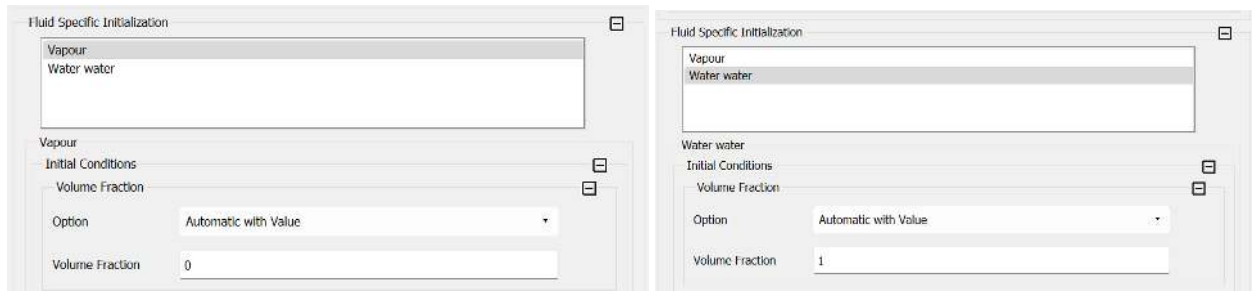 Fluid Specific Initialization
Vapour
Water water
Vapour
Initial Conditions
Volume Fraction
Option Automatic with Value
Volume Fraction 0
Fluid Specific Initialization
Vapour
Water water
Water water
Initial Conditions
Volume Fraction
Option Automatic with Value
Volume Fraction 1